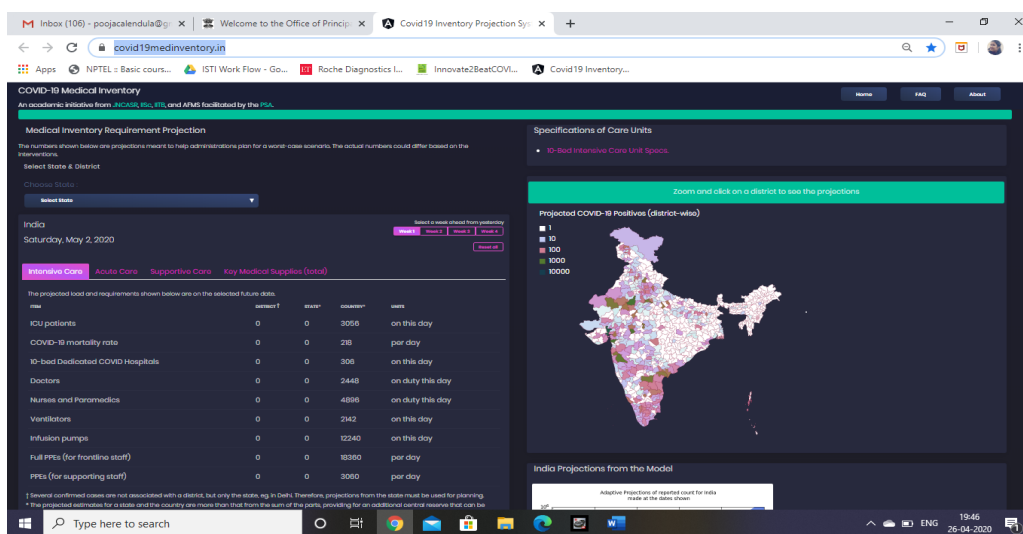 Inbox (106) - poojacalendula@g
Welcome to the Office of Princip
Covid19 Inventory Projection Sys
covid19medinventory.in
Apps
NPTEL :: Basic cours...
ISTI Work Flow - Go...
Roche Diagnostics I...
Innovate2BeatCOVI...
Covid19 Inventory...
COVID-19 Medical Inventory
An academic initiative from JNCASR, IISc, IITB, and AFMS facilitated by the PSA.
Home
FAQ
About
Medical Inventory Requirement Projection
The numbers shown below are projections meant to help administrations plan for a worst-case scenario. The actual numbers could differ based on the
interventions.
Select State & District
Choose State :
Select State
India
Saturday, May 2, 2020
Select a week ahead from yesterday
Week 1 Week 2 Week 3 Week 4
Reset all
Intensive Care Acute Care Supportive Care Key Medical Supplies (total)
The projected load and requirements shown below are on the selected future date.
ITEM DISTRICT† STATE* COUNTRY* UNITS
ICU patients 0 0 3056 on this day
COVID-19 mortality rate 0 0 218 per day
10-bed Dedicated COVID Hospitals 0 0 306 on this day
Doctors 0 0 2448 on duty this day
Nurses and Paramedics 0 0 4896 on duty this day
Ventilators 0 0 2142 on this day
Infusion pumps 0 0 12240 on this day
Full PPEs (for frontline staff) 0 0 18360 per day
PPEs (for supporting staff) 0 0 3060 per day
† Several confirmed cases are not associated with a district, but only the state, eg. in Delhi. Therefore, projections from the state must be used for planning.
* The projected estimates for a state and the country are more than that from the sum of the parts, providing for an additional central reserve that can be
Specifications of Care Units
10-Bed Intensive Care Unit Specs.
Zoom and click on a district to see the projections
Projected COVID-19 Positives (district-wise)
1
10
100
1000
10000
India Projections from the Model
Adaptive Projections of reported count for India
made at the dates shown
Type here to search
ENG
19:46
26-04-2020